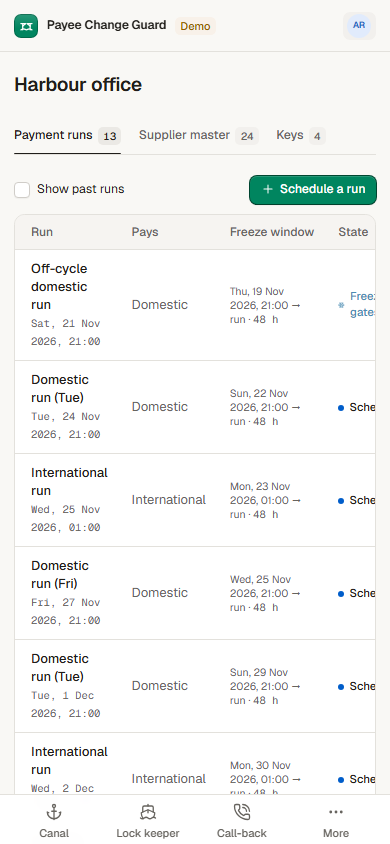 Payee Change Guard Demo AR
Harbour office
Payment runs 13 Supplier master 24 Keys 4
Show past runs + Schedule a run
Run Pays Freeze window State
Off-cycle
domestic
run
Sat, 21 Nov
2026, 21:00
Domestic
Thu, 19 Nov
2026, 21:00 →
run · 48 h
Domestic
run (Tue)
Tue, 24 Nov
2026, 21:00
Domestic
Sun, 22 Nov
2026, 21:00 →
run · 48 h
Sche
International
run
Wed, 25 Nov
2026, 01:00
International
Mon, 23 Nov
2026, 01:00 →
run · 48 h
Sche
Domestic
run (Fri)
Fri, 27 Nov
2026, 21:00
Domestic
Wed, 25 Nov
2026, 21:00 →
run · 48 h
Sche
Domestic
run (Tue)
Tue, 1 Dec
2026, 21:00
Domestic
Sun, 29 Nov
2026, 21:00 →
run · 48 h
Sche
International
run
Wed, 2 Dec
International
Mon, 30 Nov
2026, 01:00 →
Sche
Canal Lock keeper Call-back More